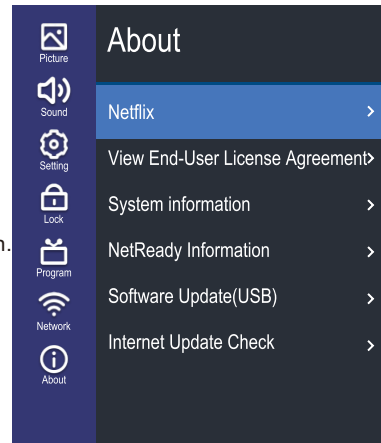 Picture
Sound
Setting
Lock
n.
Program
Network
About
About
Netflix
View End-User License Agreement
System information
NetReady Information
Software Update(USB)
Internet Update Check